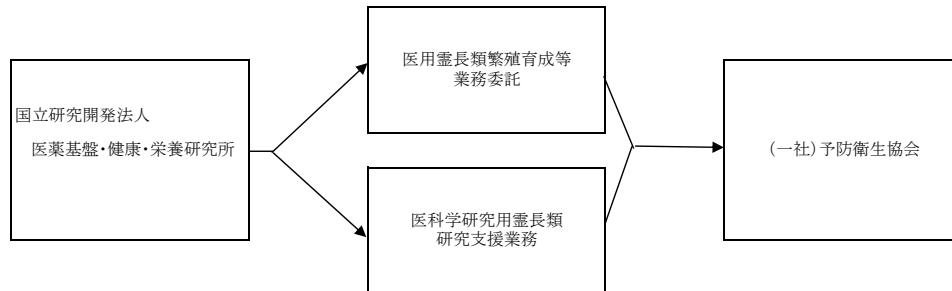 国立研究開発法人
医薬基盤・健康・栄養研究所
医用霊長類繁殖育成等
業務委託
医科学研究用霊長類
研究支援業務
(一社)予防衛生協会